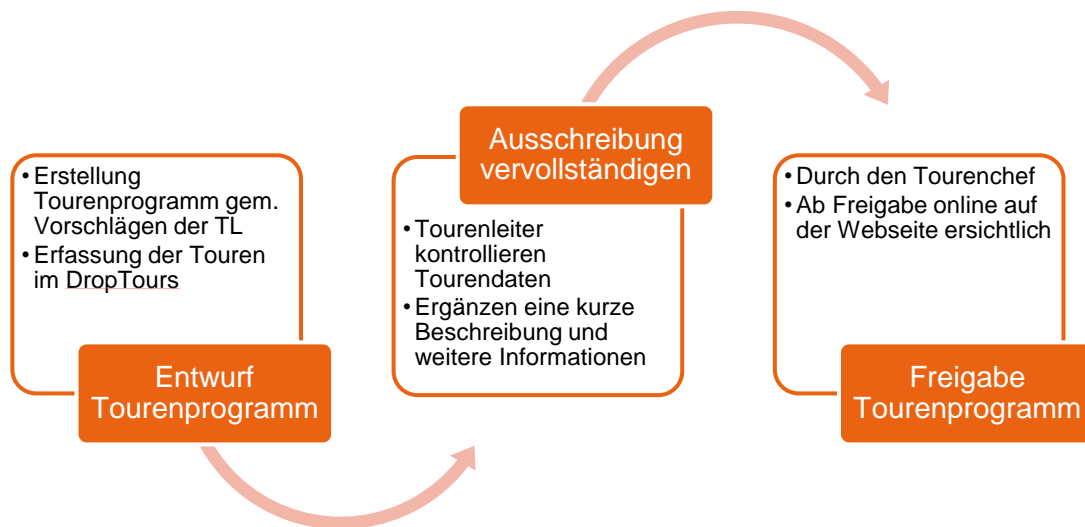 • Erstellung
Tourenprogramm gem.
Vorschlägen der TL
• Erfassung der Touren
im DropTours
Entwurf
Tourenprogramm
Ausschreibung
vervollständigen
• Tourenleiter
kontrollieren
Tourendaten
• Ergänzen eine kurze
Beschreibung und
weitere Informationen
• Durch den Tourenchef
• Ab Freigabe online auf
der Webseite ersichtlich
Freigabe
Tourenprogramm